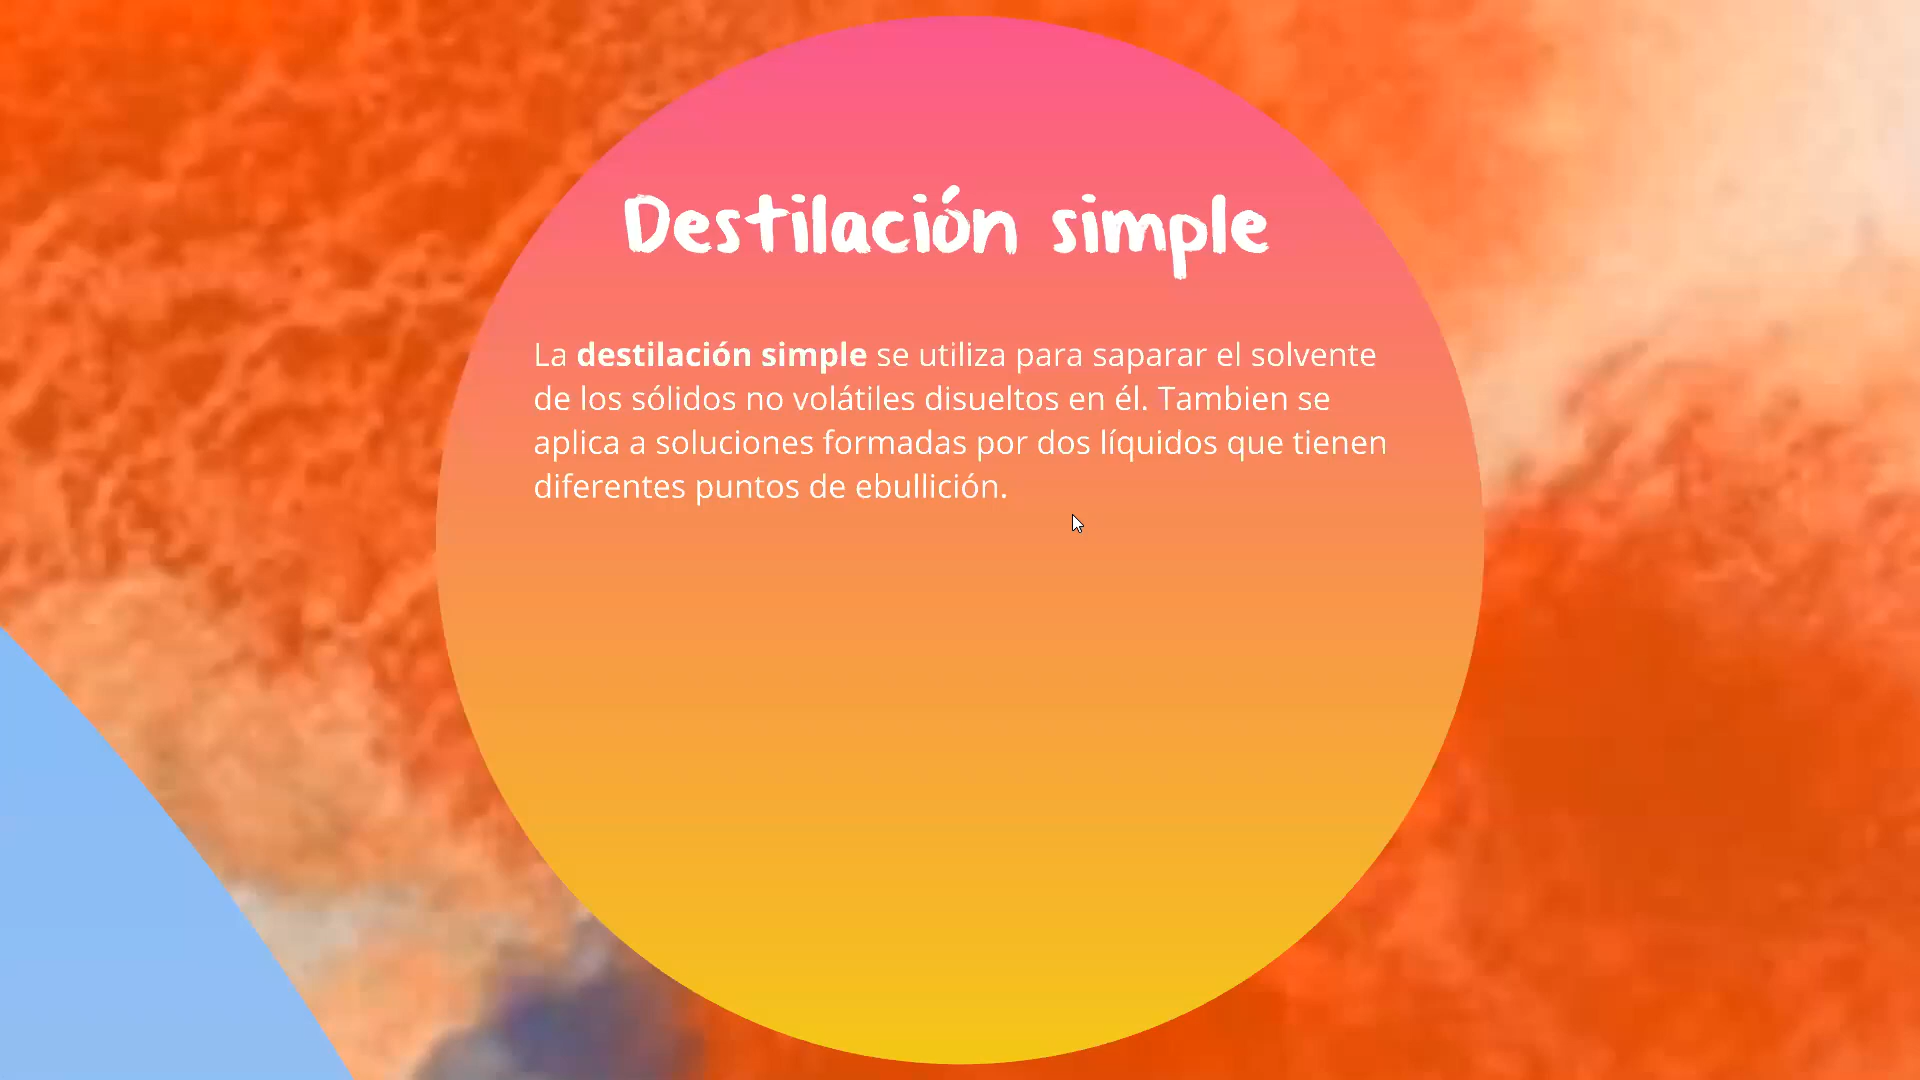 Destilación simple
La destilación simple se utiliza para saparar el solvente
de los sólidos no volátiles disueltos en él. Tambien se
aplica a soluciones formadas por dos líquidos que tienen
diferentes puntos de ebullición.